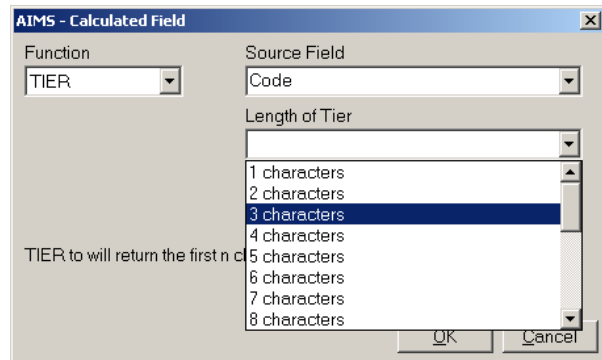 AIMS - Calculated Field
Function
Source Field
TIER
Code
Length of Tier
1 characters
2 characters
3 characters
4 characters
TIER to will return the first n
5 characters
6 characters
7 characters
8 characters
OK
Cancel